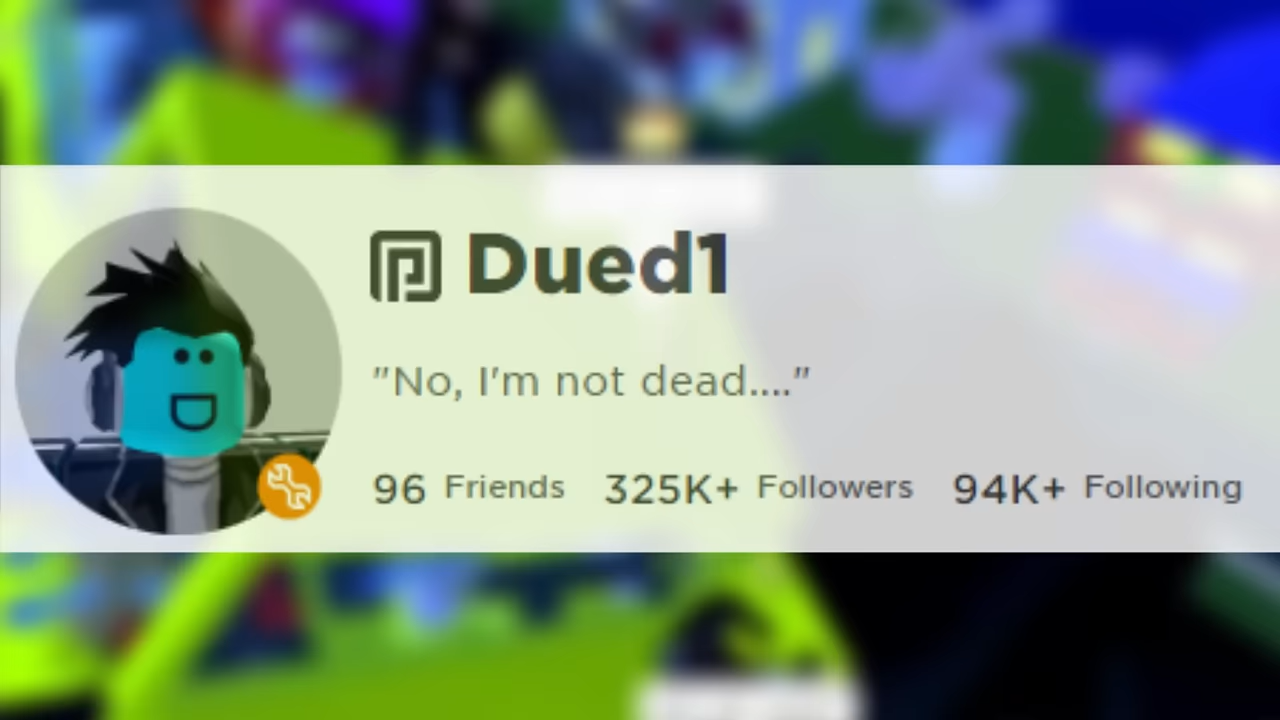 Dued1
"No, I'm not dead...."
96 Friends 325K+ Followers 94K+ Following